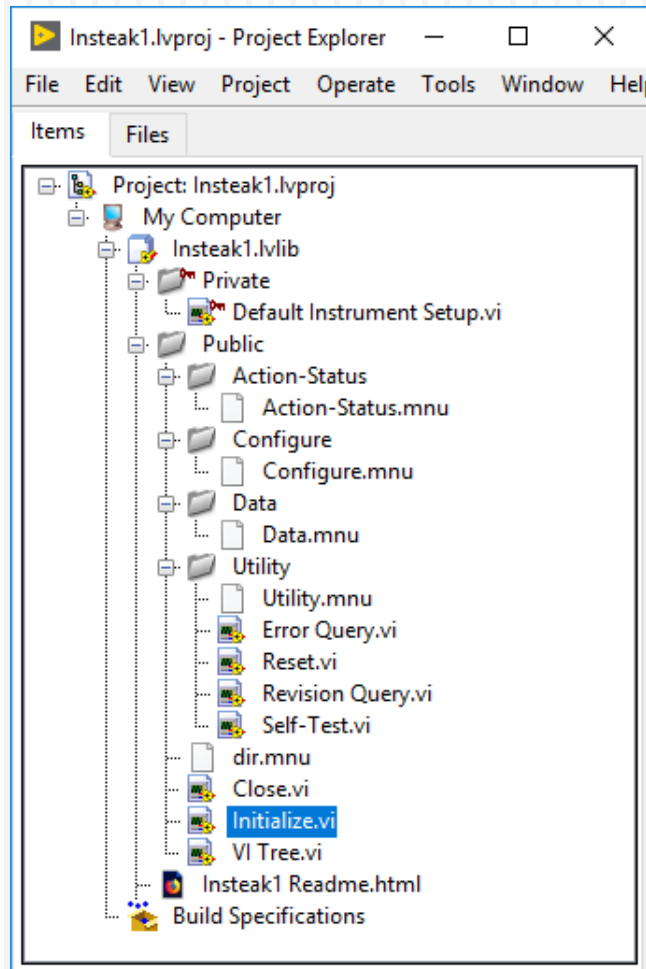 Insteak1.lvproj - Project Explorer
File Edit View Project Operate Tools Window Hel
Items Files
Project: Insteak1.lvproj
My Computer
Insteak1.lvlib
Private
Default Instrument Setup.vi
Public
Action-Status
Action-Status.mnu
Configure
Configure.mnu
Data
Data.mnu
Utility
Utility.mnu
Error Query.vi
Reset.vi
Revision Query.vi
Self-Test.vi
dir.mnu
Close.vi
Initialize.vi
VI Tree.vi
Insteak1 Readme.html
Build Specifications